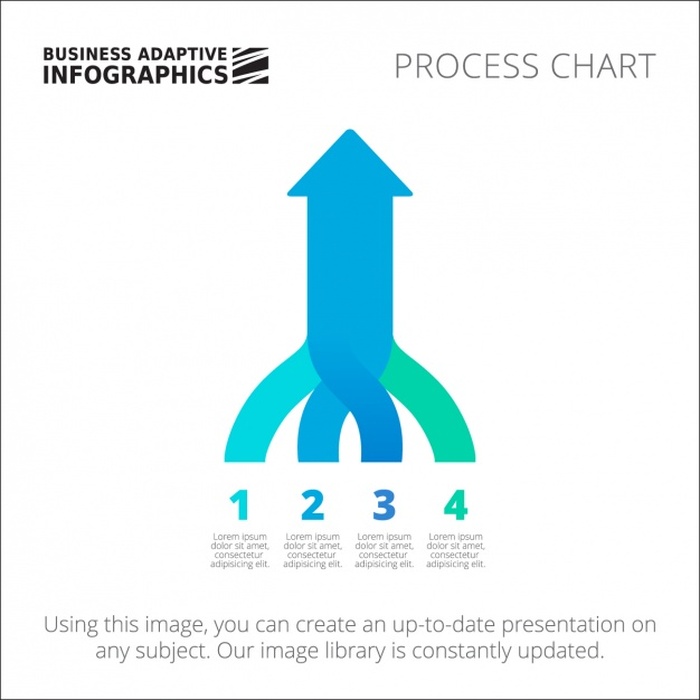 BUSINESS ADAPTIVE
INFOGRAPHICS
PROCESS CHART
1
Lorem ipsum
dolor sit amet,
consectetur
adipisicing elit.
2
Lorem ipsum
dolor sit amet,
consectetur
adipisicing elit.
3
Lorem ipsum
dolor sit amet,
consectetur
adipisicing elit.
4
Lorem ipsum
dolor sit amet,
consectetur
adipisicing elit.
Using this image, you can create an up-to-date presentation on
any subject. Our image library is constantly updated.